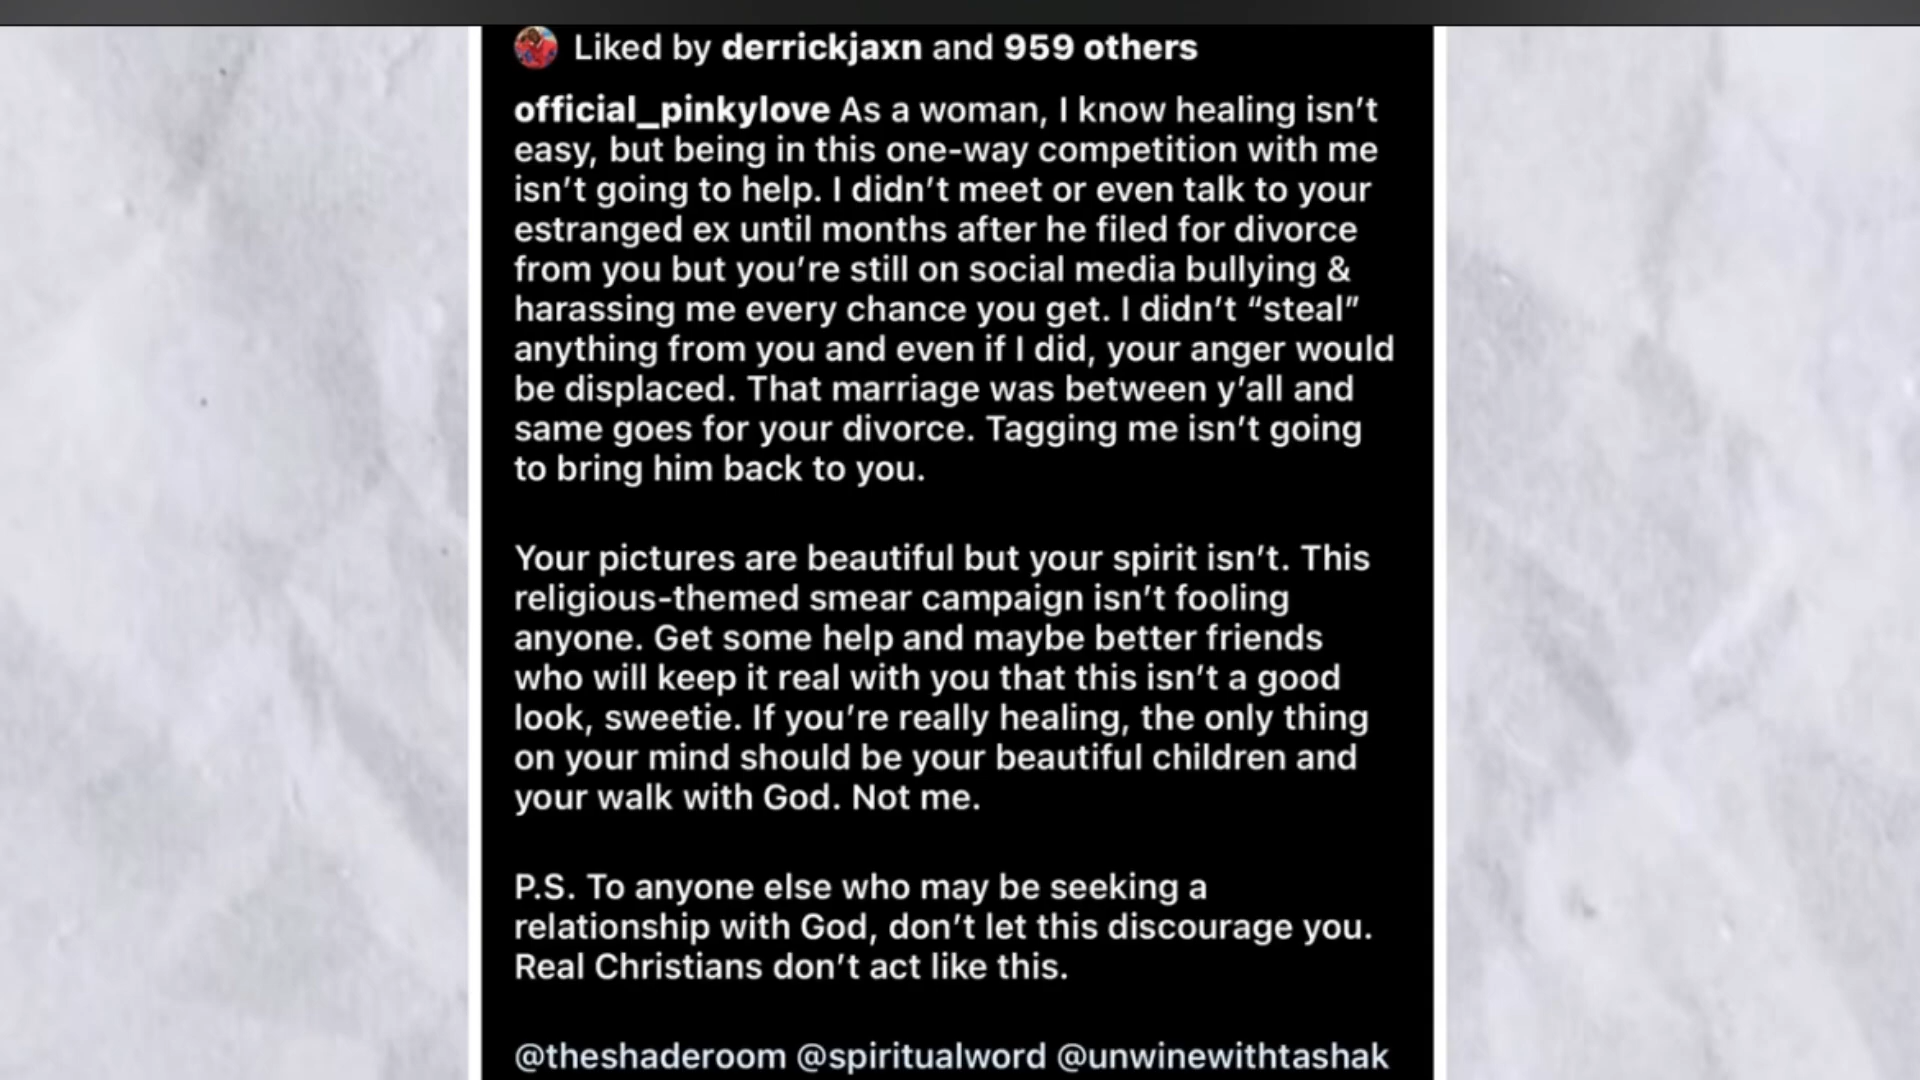 Liked by derrickjaxn and 959 others
official_pinkylove As a woman, I know healing isn’t
easy, but being in this one-way competition with me
isn’t going to help. I didn’t meet or even talk to your
estranged ex until months after he filed for divorce
from you but you’re still on social media bullying &
harassing me every chance you get. I didn’t “steal”
anything from you and even if I did, your anger would
be displaced. That marriage was between y’all and
same goes for your divorce. Tagging me isn’t going
to bring him back to you.
Your pictures are beautiful but your spirit isn’t. This
religious-themed smear campaign isn’t fooling
anyone. Get some help and maybe better friends
who will keep it real with you that this isn’t a good
look, sweetie. If you’re really healing, the only thing
on your mind should be your beautiful children and
your walk with God. Not me.
P.S. To anyone else who may be seeking a
relationship with God, don’t let this discourage you.
Real Christians don’t act like this.
@theshaderoom @spiritualword @unwinewithtashak